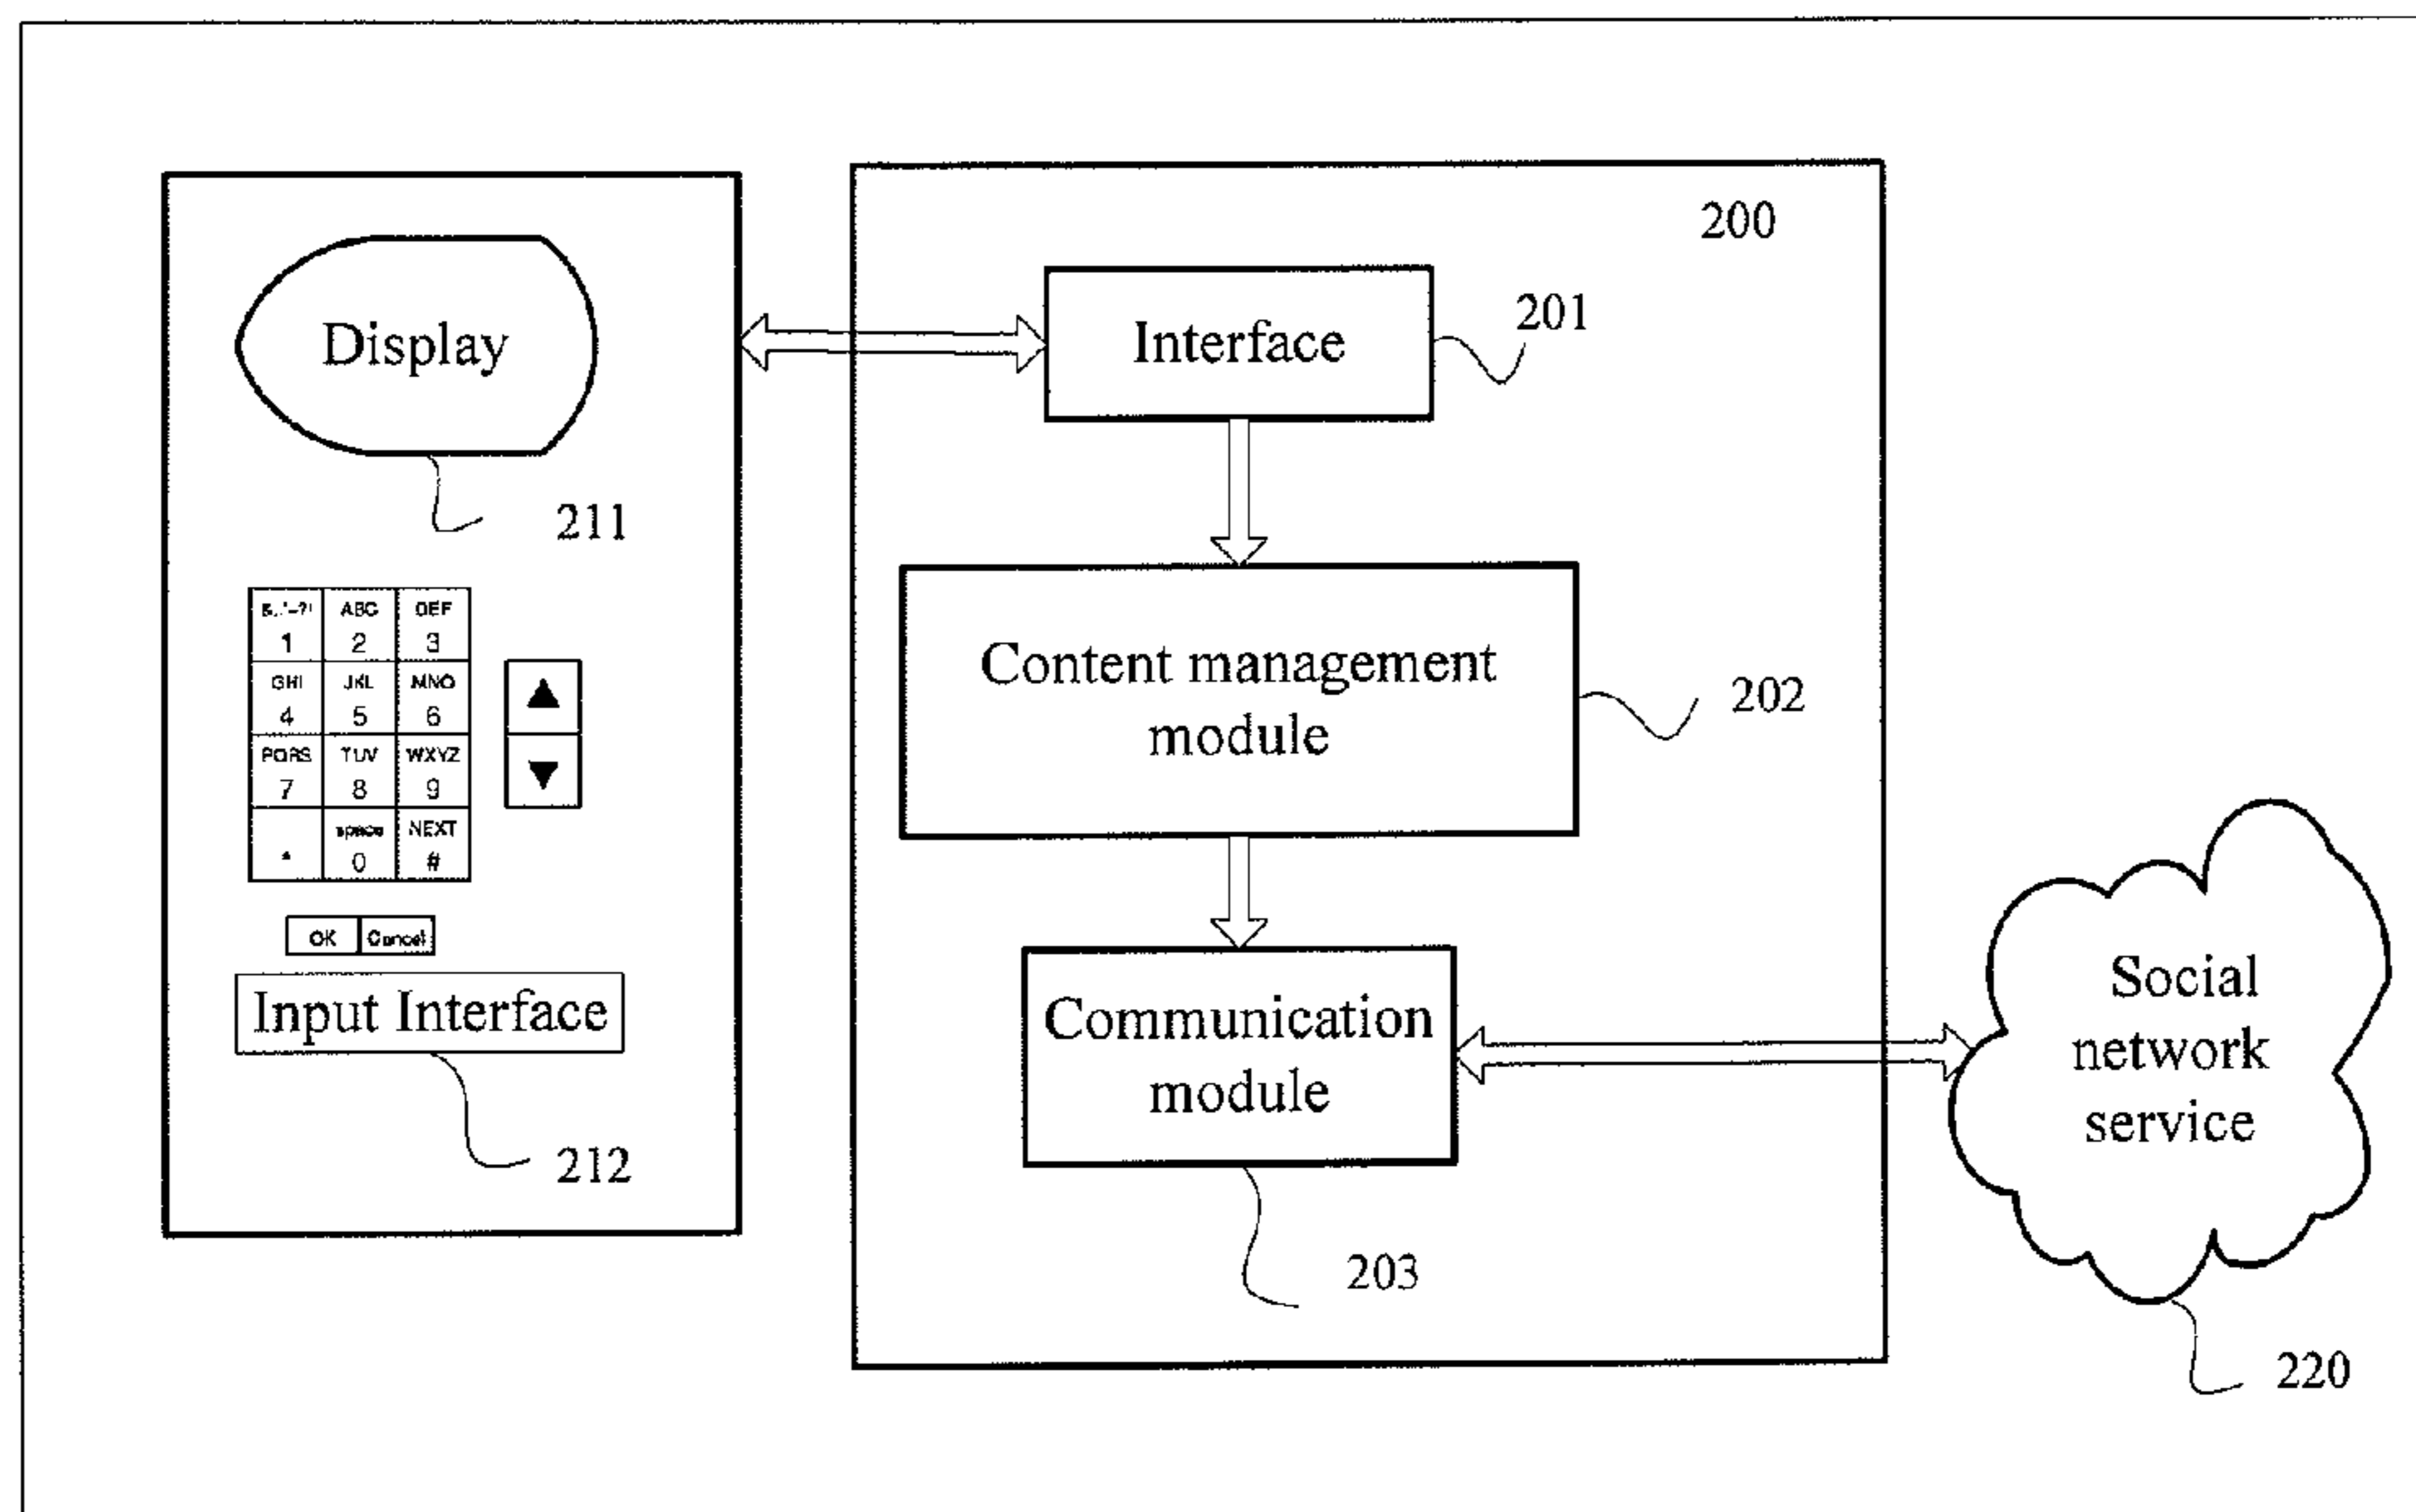 Display
211
ABC
DEF
1
2
3
GHI
JKL
MNO
4
5
6
PQRS
TUV
WXYZ
7
8
9
space
NEXT
*
0
#
OK
Cancel
Input Interface
212
200
Interface
201
Content management
module
202
Communication
module
203
Social
network
service
220